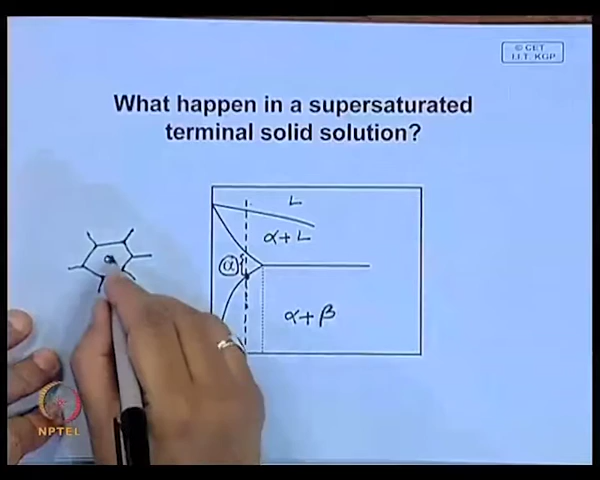 © CET
I.I.T. KGP
What happen in a supersaturated
terminal solid solution?
L
α+L
α
α+β
NPTEL